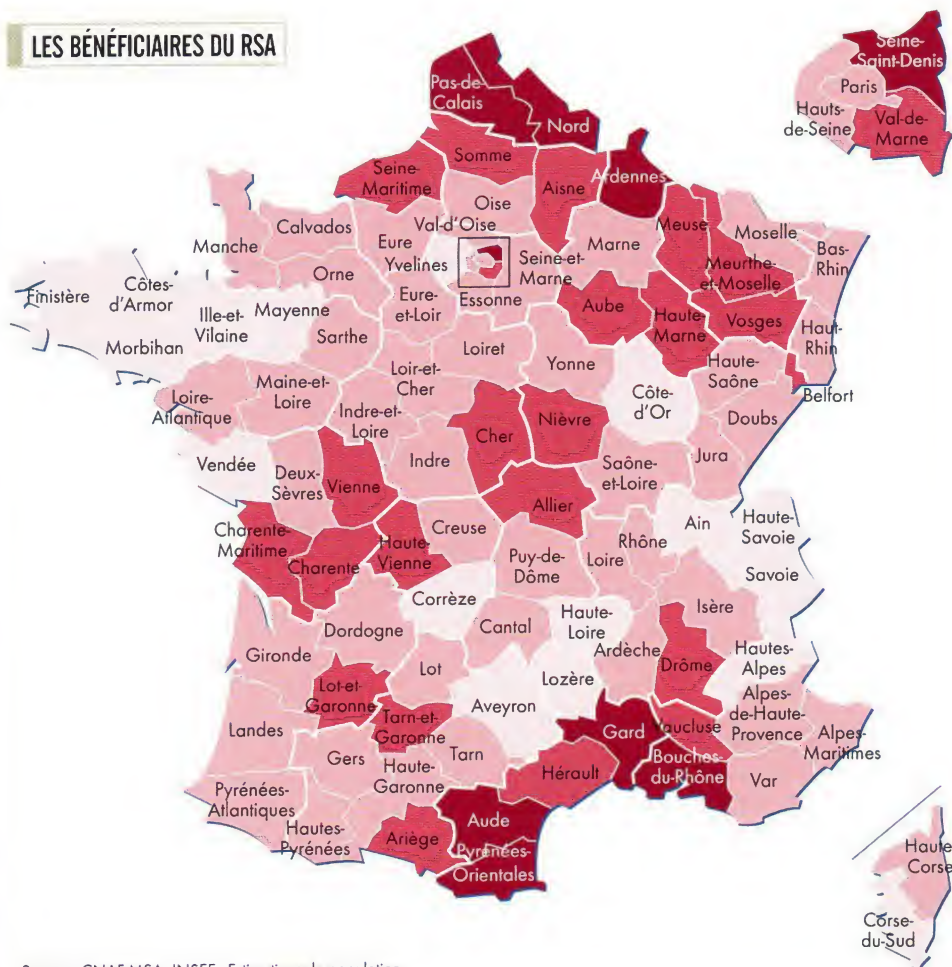 LES BÉNÉFICIAIRES DU RSA
Seine-
Saint-Denis
Paris
Hauts-
de-Seine
Val-de-
Marne
Pas-de-
Calais
Nord
Somme
Seine-
Maritime
Aisne
Ardennes
Oise
Val-d'Oise
Calvados
Manche
Eure
Yvelines
Marne
Meuse
Moselle
Bas-
Rhin
Seine-et-
Marne
Meurthe-
et-Moselle
Orne
Essonne
Finistère
Côtes-
d'Armor
Ille-et-
Vilaine
Mayenne
Eure-
et-Loir
Aube
Haute-
Marne
Vosges
Haut-
Rhin
Morbihan
Sarthe
Loiret
Yonne
Haute-
Saône
Belfort
Loire-
Atlantique
Maine-et-
Loire
Loir-et-
Cher
Indre-et-
Loire
Côte-
d'Or
Doubs
Cher
Nièvre
Vendée
Deux-
Sèvres
Vienne
Indre
Saône-
et-Loire
Jura
Allier
Charente-
Maritime
Charente
Haute-
Vienne
Creuse
Ain
Haute-
Savoie
Puy-de-
Dôme
Loire
Rhône
Savoie
Corrèze
Isère
Dordogne
Cantal
Haute-
Loire
Ardèche
Gironde
Lot
Drôme
Hautes-
Alpes
Lot-et-
Garonne
Lozère
Aveyron
Alpes-
de-Haute-
Provence
Alpes-
Maritimes
Landes
Tarn-et-
Garonne
Gard
Vaucluse
Gers
Tarn
Haute-
Garonne
Hérault
Bouches-
du-Rhône
Var
Pyrénées-
Atlantiques
Hautes-
Pyrénées
Ariège
Aude
Pyrénées-
Orientales
Haute
Corse
Corse-
du-Sud